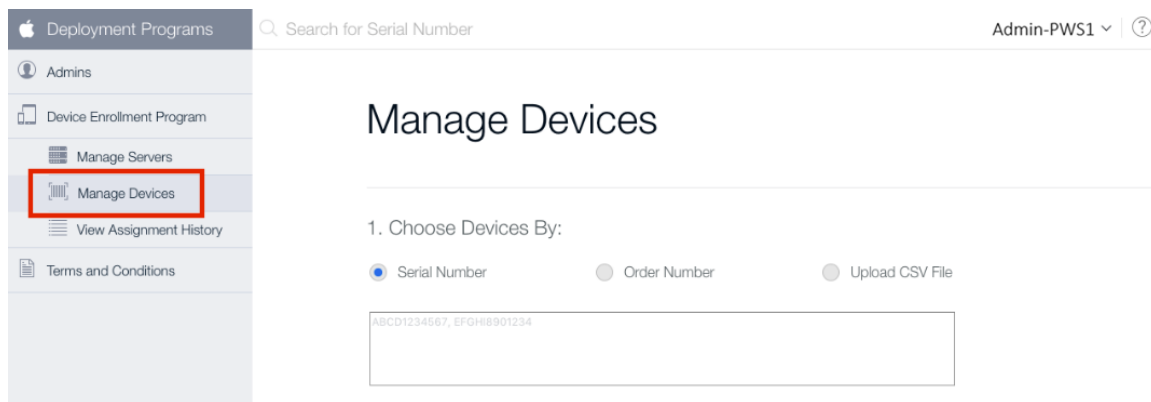 Deployment Programs
Search for Serial Number
Admin-PWS1
?
Admins
Device Enrollment Program
Manage Servers
Manage Devices
View Assignment History
Terms and Conditions
Manage Devices
1. Choose Devices By:
Serial Number
Order Number
Upload CSV File
ABCD1234567, EFGHI8901234